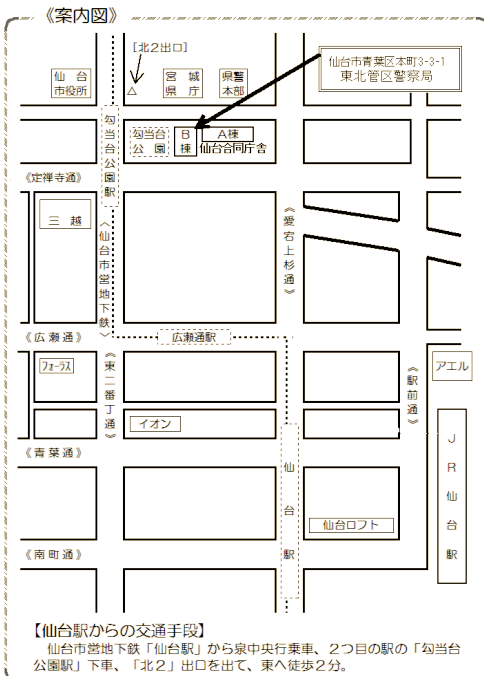 《案内図》
[北2出口]
仙台市青葉区本町3-3-1
東北管区警察局
仙台
市役所
△
宮城
県庁
県警
本部
勾当台公園駅
勾当台
公園
B
棟
A棟
仙台合同庁舎
《定禅寺通》
三越
《仙台市営地下鉄》
《愛宕上杉通》
《広瀬通》
広瀬通駅
フォーラス
《東二番丁通》
《駅前通》
アエル
イオン
《青葉通》
仙台駅
JR仙台駅
仙台ロフト
《南町通》
【仙台駅からの交通手段】
仙台市営地下鉄「仙台駅」から泉中央行乗車、2つ目の駅の「勾当台
公園駅」下車、「北2」出口を出て、東へ徒歩2分。